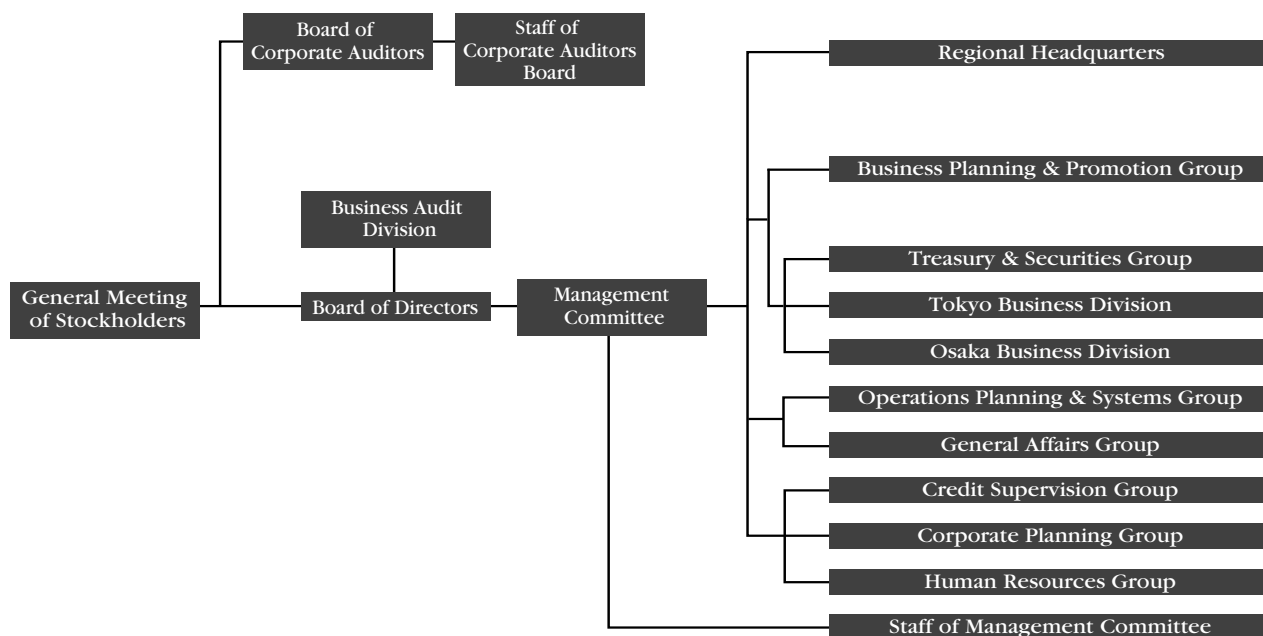 Board of
Corporate Auditors
Staff of
Corporate Auditors
Board
Business Audit
Division
General Meeting
of Stockholders
Board of Directors
Management
Committee
Regional Headquarters
Business Planning & Promotion Group
Treasury & Securities Group
Tokyo Business Division
Osaka Business Division
Operations Planning & Systems Group
General Affairs Group
Credit Supervision Group
Corporate Planning Group
Human Resources Group
Staff of Management Committee